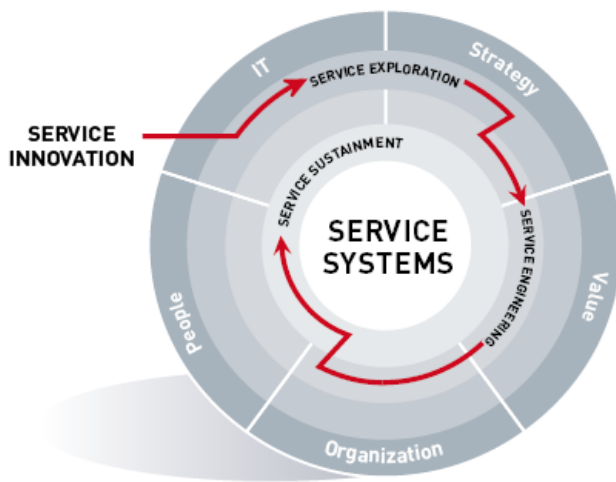 IT
Strategy
SERVICE EXPLORATION
SERVICE
INNOVATION
SERVICE SUSTAINMENT
SERVICE
SYSTEMS
SERVICE ENGINEERING
Value
People
Organization